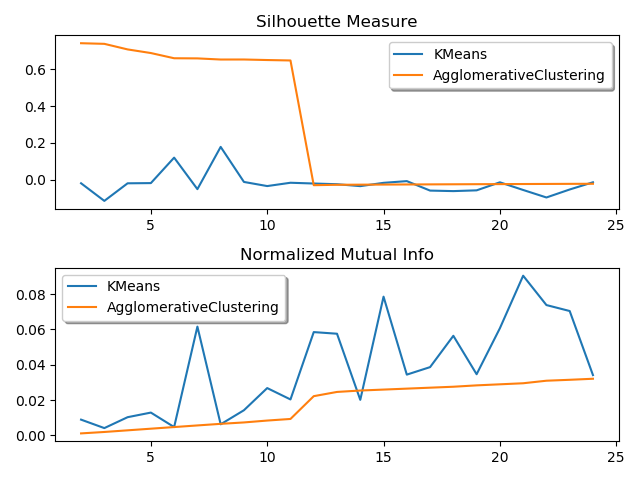 Silhouette Measure
KMeans
AgglomerativeClustering
0.6
0.4
0.2
0.0
5 10 15 20 25
Normalized Mutual Info
KMeans
AgglomerativeClustering
0.08
0.06
0.04
0.02
0.00
5 10 15 20 25